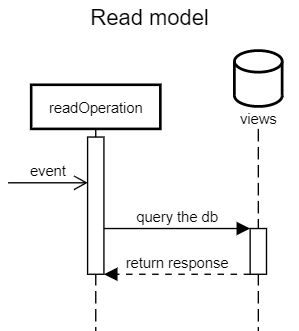 Read model
readOperation
views
event
query the db
return response